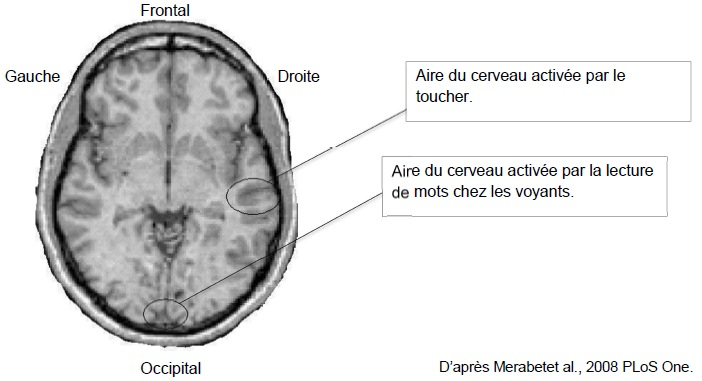 Frontal
Gauche
Droite
Aire du cerveau activée par le
toucher.
Aire du cerveau activée par la lecture
de mots chez les voyants.
Occipital
D'après Merabetet al., 2008 PLoS One.